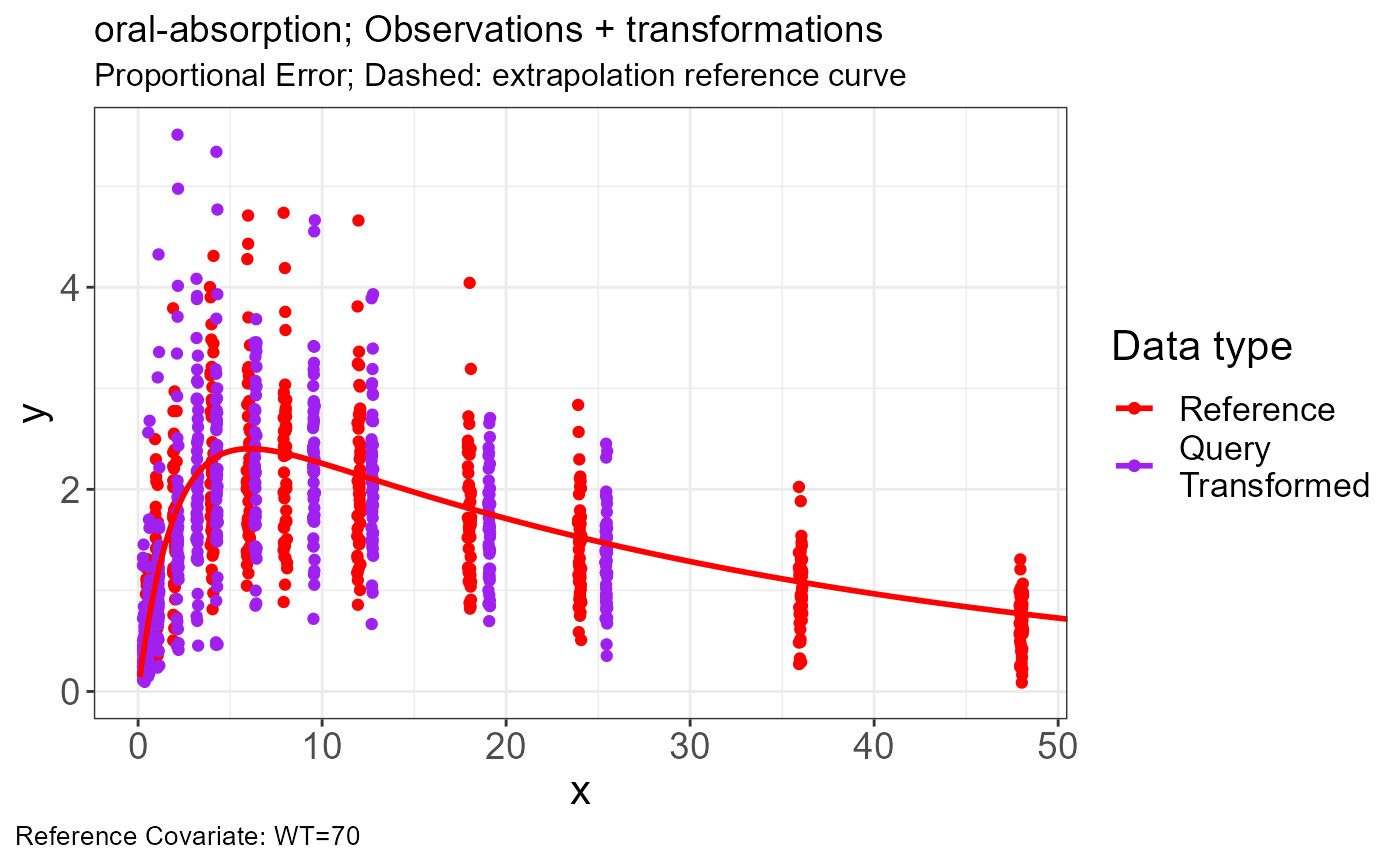 oral-absorption; Observations + transformations
Proportional Error; Dashed: extrapolation reference curve
y
4
2
0
0 10 20 30 40 50
x
Data type
Reference
Query
Transformed
Reference Covariate: WT=70